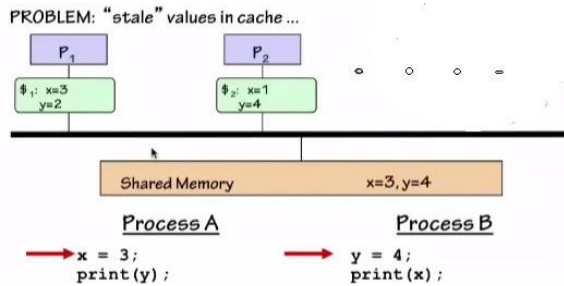 PROBLEM: “stale” values in cache ...
P1
P2
$1: x=3
y=2
$2: x=1
y=4
Shared Memory x=3,y=4
Process A
Process B
x = 3;
print(y);
y = 4;
print(x);